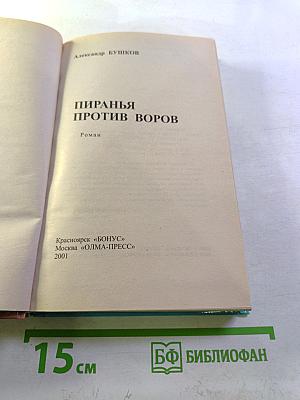 Александр БУШКОВ
ПИРАНЬЯ
ПРОТИВ ВОРОВ
Роман
Красноярск «БОНУС»
Москва «ОЛМА-ПРЕСС»
2001
15 см
БФ БИБЛИОФАН